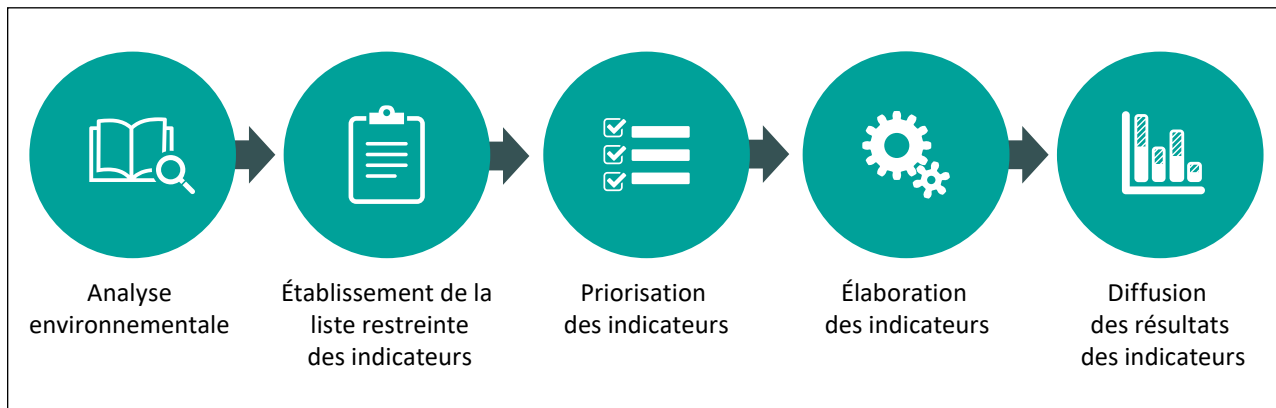 Analyse
environnementale
Établissement de la
liste restreinte
des indicateurs
Priorisation
des indicateurs
Élaboration
des indicateurs
Diffusion
des résultats
des indicateurs